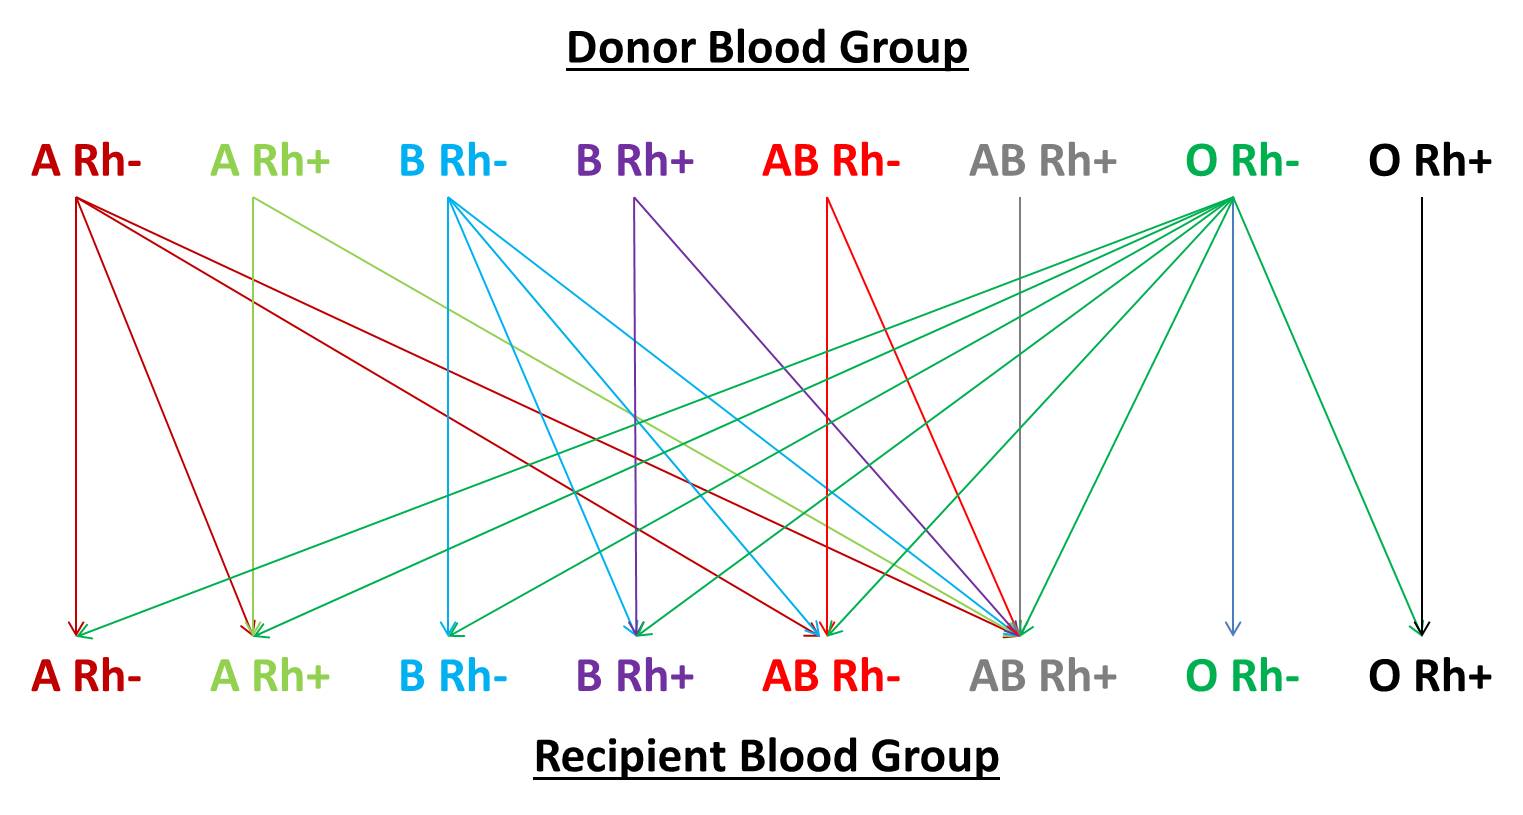 Donor Blood Group
A Rh- A Rh+ B Rh- B Rh+ AB Rh- AB Rh+ O Rh- O Rh+
A Rh- A Rh+ B Rh- B Rh+ AB Rh- AB Rh+ O Rh- O Rh+
Recipient Blood Group